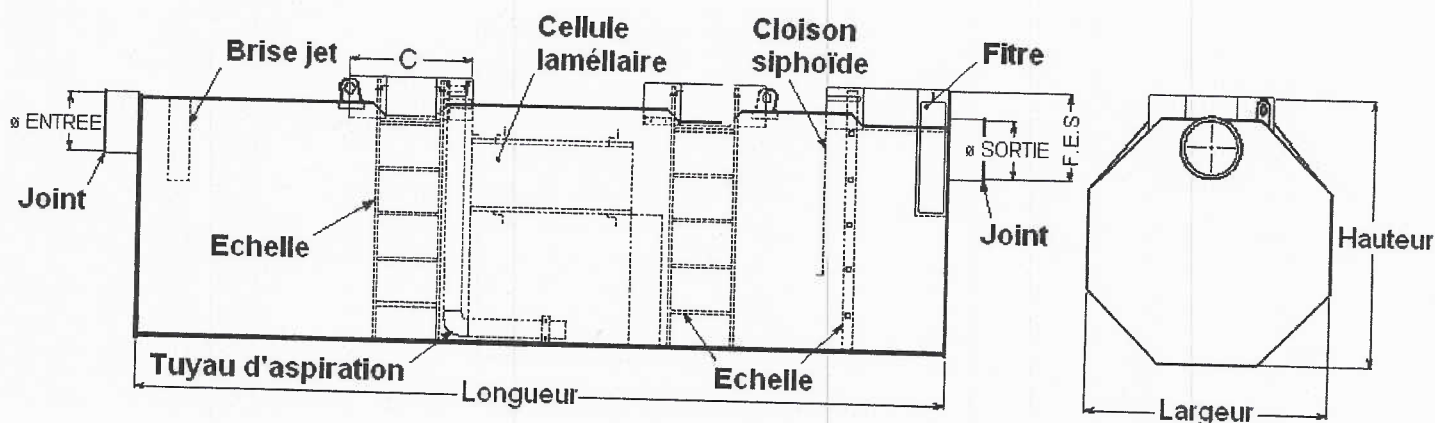 Brise jet
C
Cellule
laméllaire
Cloison
siphoïde
Fitre
ø ENTREE
ø SORTIE
F.E.S
Joint
Echelle
Joint
Hauteur
Tuyau d'aspiration
Echelle
Longueur
Largeur